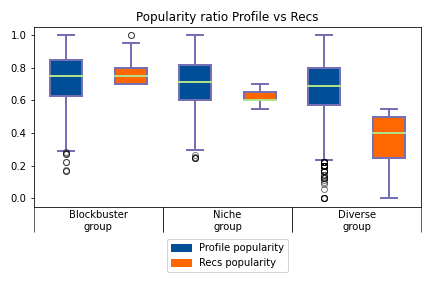 Popularity ratio Profile vs Recs
1.0
0.8
0.6
0.4
0.2
0.0
Blockbuster
group
Niche
group
Diverse
group
Profile popularity
Recs popularity